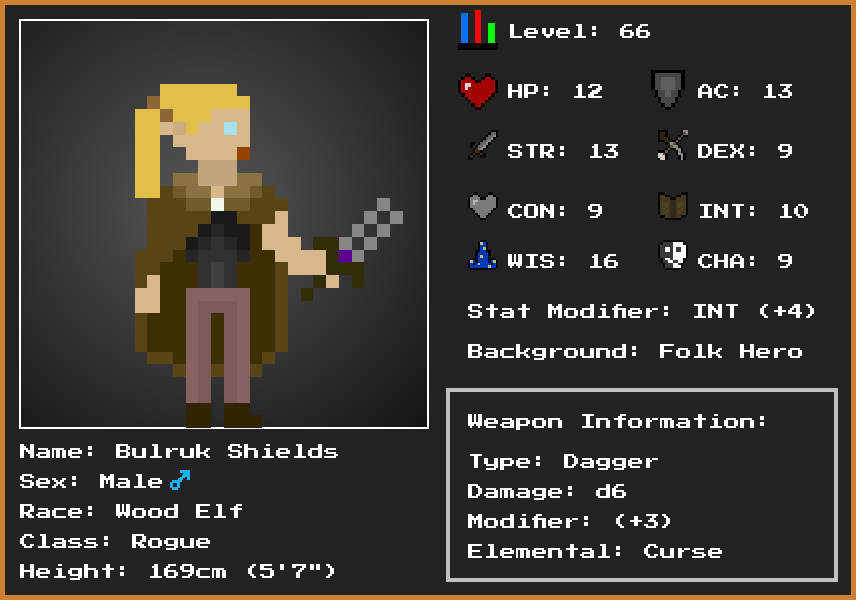 Level: 66
HP: 12
AC: 13
STR: 13
DEX: 9
CON: 9
INT: 10
WIS: 16
CHA: 9
Stat Modifier: INT (+4)
Background: Folk Hero
Weapon Information:
Type: Dagger
Damage: d6
Modifier: (+3)
Elemental: Curse
Name: Bulruk Shields
Sex: Male♂
Race: Wood Elf
Class: Rogue
Height: 169cm (5'7")